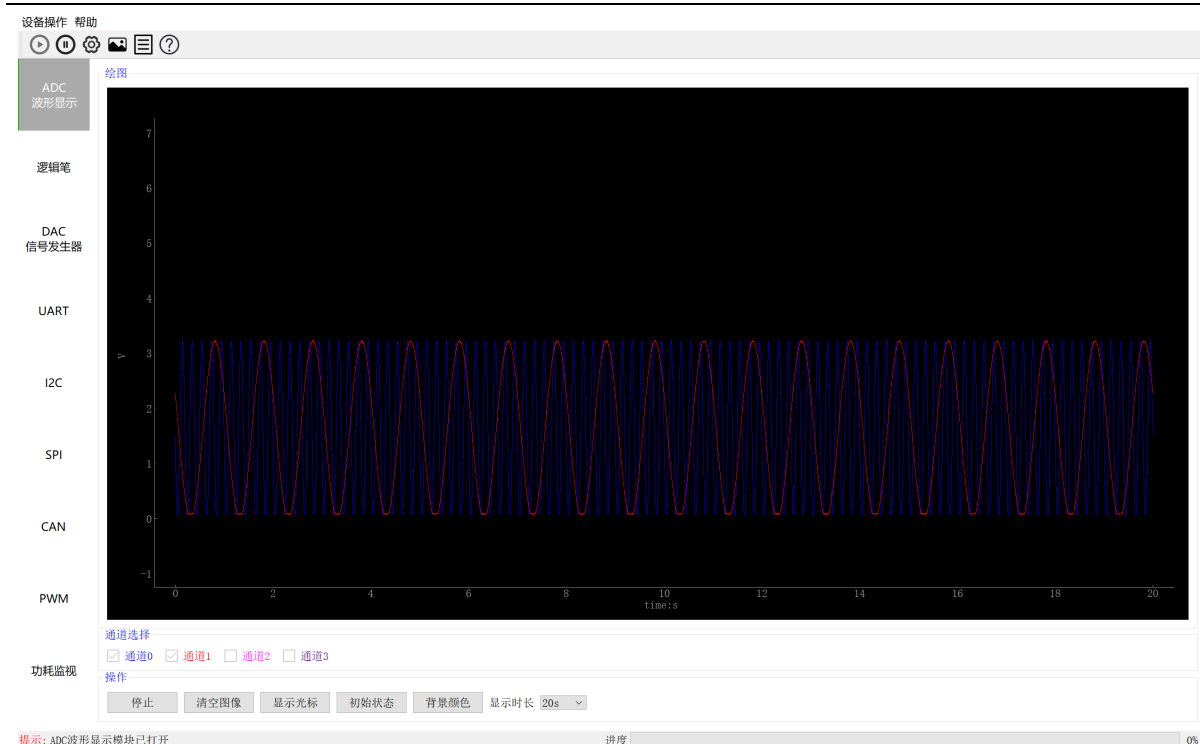 设备操作 帮助
绘图
ADC
波形显示
逻辑笔
DAC
信号发生器
UART
I2C
SPI
CAN
PWM
功耗监视
7
6
5
4
3
2
1
0
-1
V
0 2 4 6 8 10 12 14 16 18 20
time:s
通道选择
通道0 通道1 通道2 通道3
操作
停止 清空图像 显示光标 初始状态 背景颜色 显示时长 20s
提示: ADC波形显示模块已打开 进度 0%